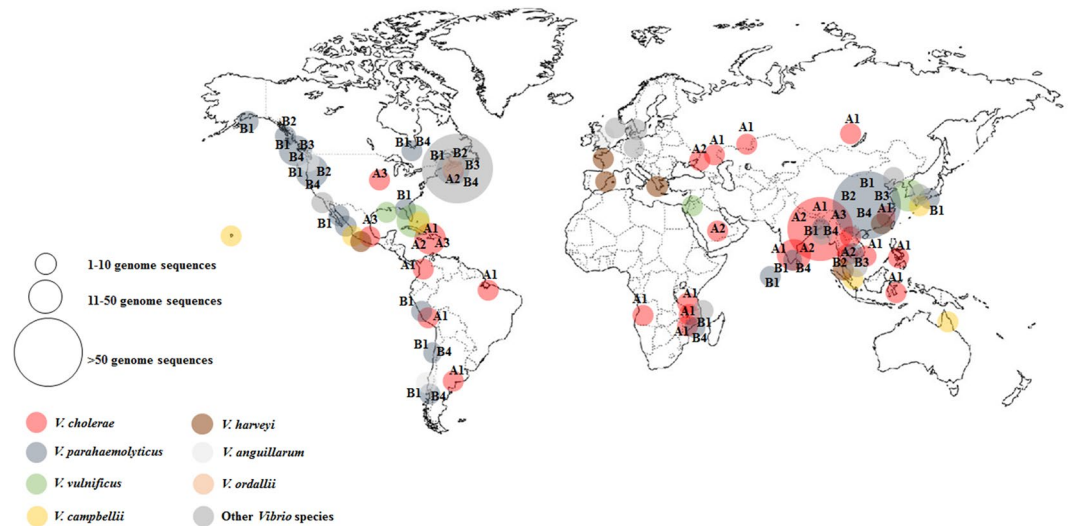 A1
A1
A1
B1
B2
B1
B3
B4
B4
B1
B1
B2
B3
A2
B4
A2
B1
B2
B4
A3
B1
B2
B3
A1
B1
B4
A1
A2
A3
B1
B4
B1
A3
A1
A2
A3
A2
A1
A2
B4
B1
A2
B3
B2
A1
A1
B1
A1
A1
A1
B1
A1
A1
A1
A1
B1
A1
B4
B1
B4
A1
B1
B4
1-10 genome sequences
11-50 genome sequences
>50 genome sequences
V. cholerae
V. harveyi
V. parahaemolyticus
V. anguillarum
V. vulnificus
V. ordallii
V. campbellii
Other Vibrio species